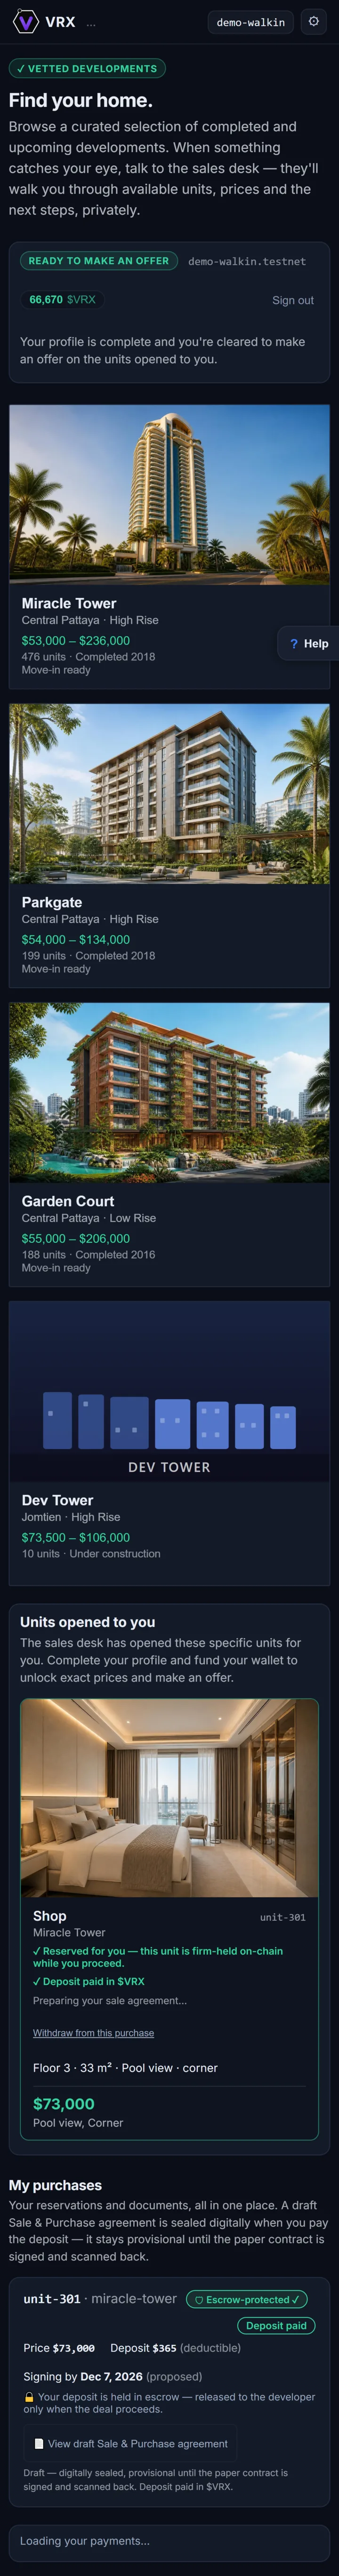 VRX ...
demo-walkin
✓ VETTED DEVELOPMENTS
Find your home.
Browse a curated selection of completed and
upcoming developments. When something
catches your eye, talk to the sales desk — they'll
walk you through available units, prices and the
next steps, privately.
READY TO MAKE AN OFFER
demo-walkin.testnet
66,670 $VRX
Sign out
Your profile is complete and you're cleared to make
an offer on the units opened to you.
Miracle Tower
Central Pattaya · High Rise
$53,000 – $236,000
476 units · Completed 2018
Move-in ready
? Help
Parkgate
Central Pattaya · High Rise
$54,000 – $134,000
199 units · Completed 2018
Move-in ready
Garden Court
Central Pattaya · Low Rise
$55,000 – $206,000
188 units · Completed 2016
Move-in ready
DEV TOWER
Dev Tower
Jomtien · High Rise
$73,500 – $106,000
10 units · Under construction
Units opened to you
The sales desk has opened these specific units for
you. Complete your profile and fund your wallet to
unlock exact prices and make an offer.
Shop
unit-301
Miracle Tower
✓ Reserved for you — this unit is firm-held on-chain
while you proceed.
✓ Deposit paid in $VRX
Preparing your sale agreement...
Withdraw from this purchase
Floor 3 · 33 m² · Pool view · corner
$73,000
Pool view, Corner
My purchases
Your reservations and documents, all in one place. A draft
Sale & Purchase agreement is sealed digitally when you pay
the deposit — it stays provisional until the paper contract is
signed and scanned back.
unit-301 · miracle-tower
Escrow-protected ✓
Deposit paid
Price $73,000 Deposit $365 (deductible)
Signing by Dec 7, 2026 (proposed)
🔒 Your deposit is held in escrow — released to the developer
only when the deal proceeds.
📄 View draft Sale & Purchase agreement
Draft — digitally sealed, provisional until the paper contract is
signed and scanned back. Deposit paid in $VRX.
Loading your payments...